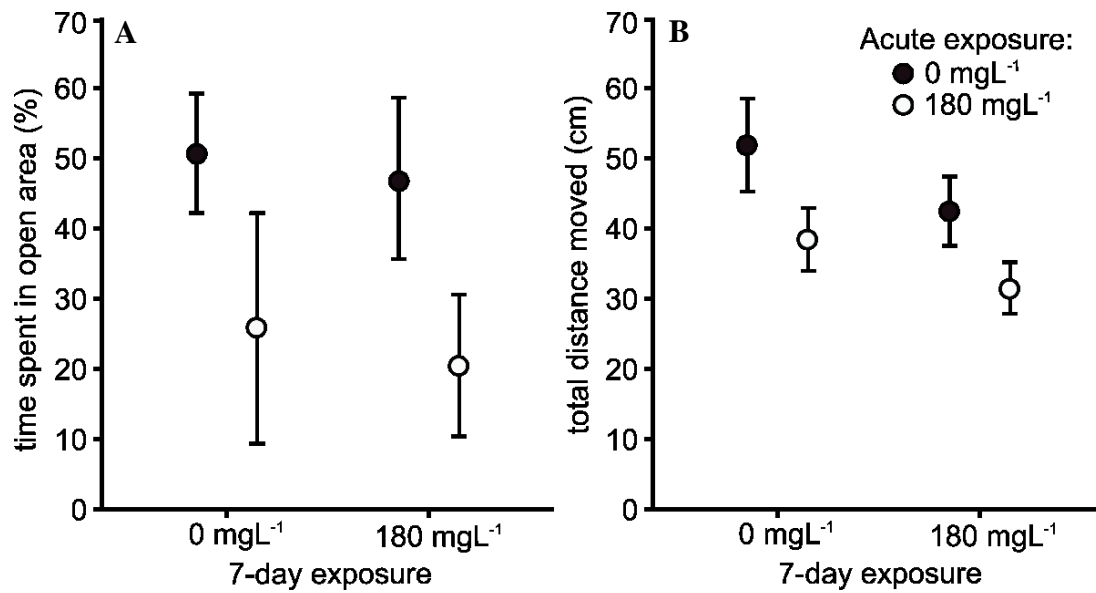 A
time spent in open area (%)
70
60
50
40
30
20
10
0
0 mgL⁻¹
180 mgL⁻¹
7-day exposure
B
Acute exposure:
0 mgL⁻¹
180 mgL⁻¹
total distance moved (cm)
70
60
50
40
30
20
10
0
0 mgL⁻¹
180 mgL⁻¹
7-day exposure